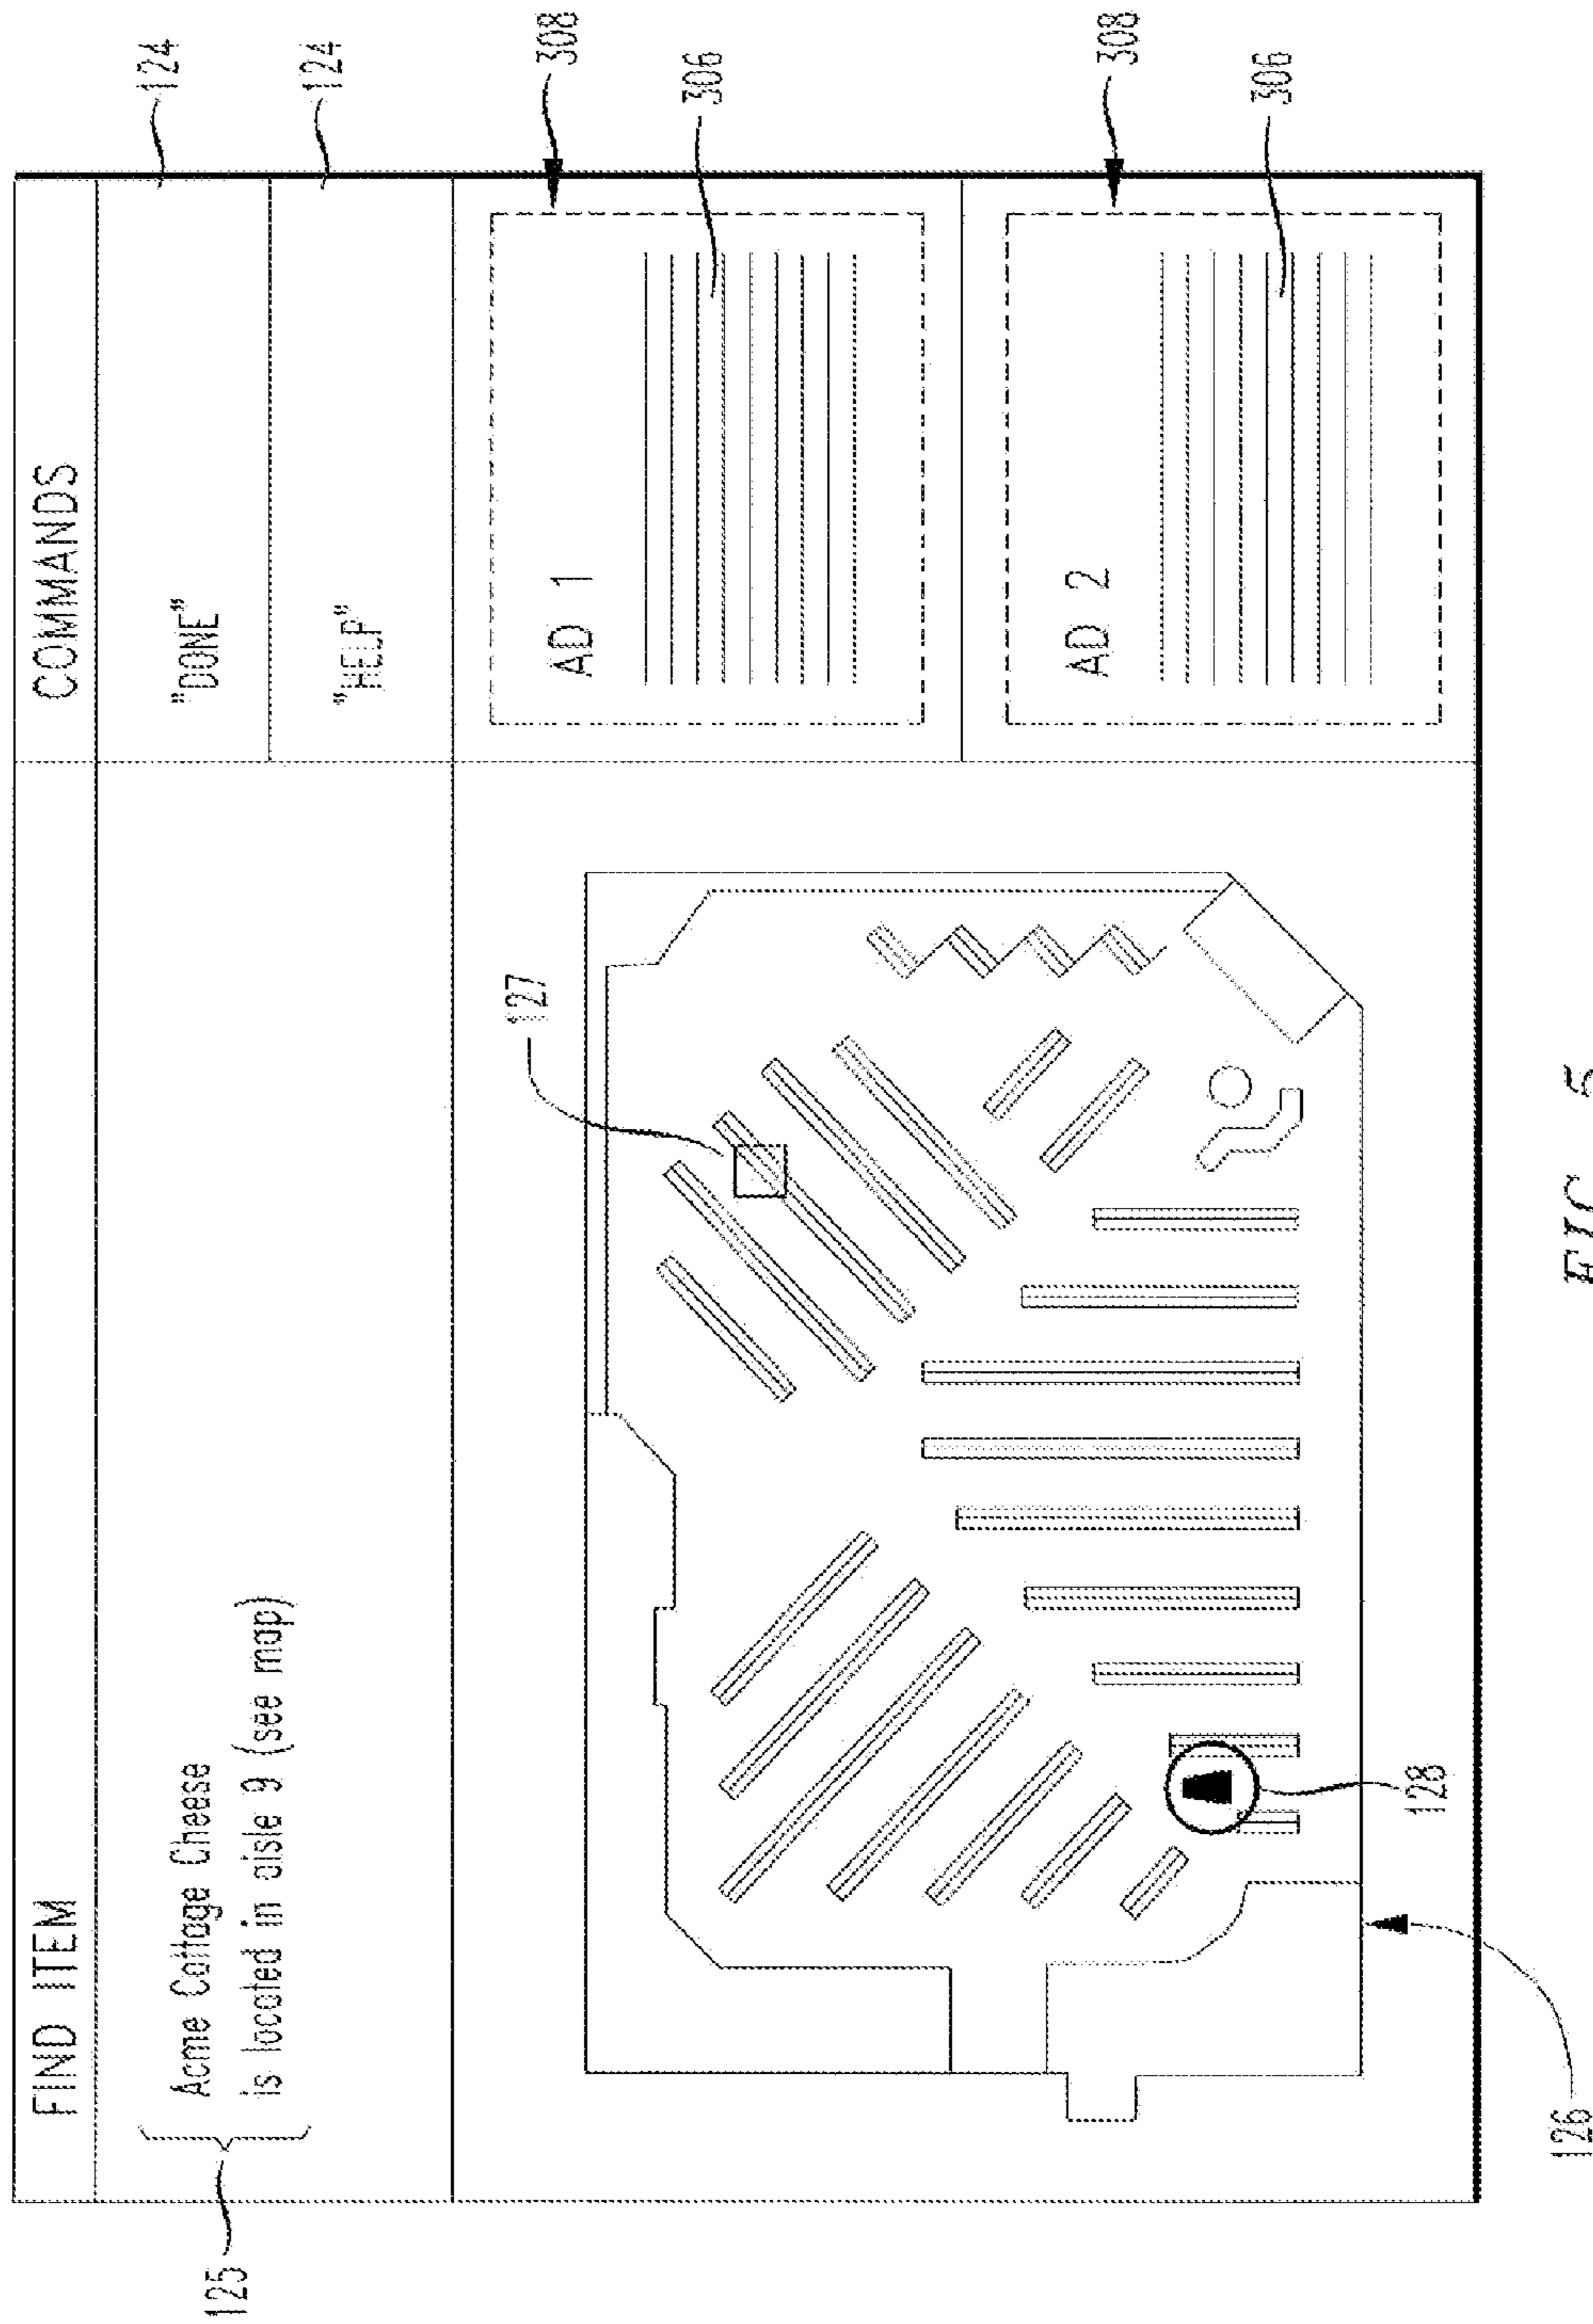 FIND ITEM
COMMANDS
Acme Cottage Cheese
is located in aisle 9 (see map)
125
"DONE"
124
"HELP"
124
127
AD 1
308
306
AD 2
308
306
128
126
FIG. 5